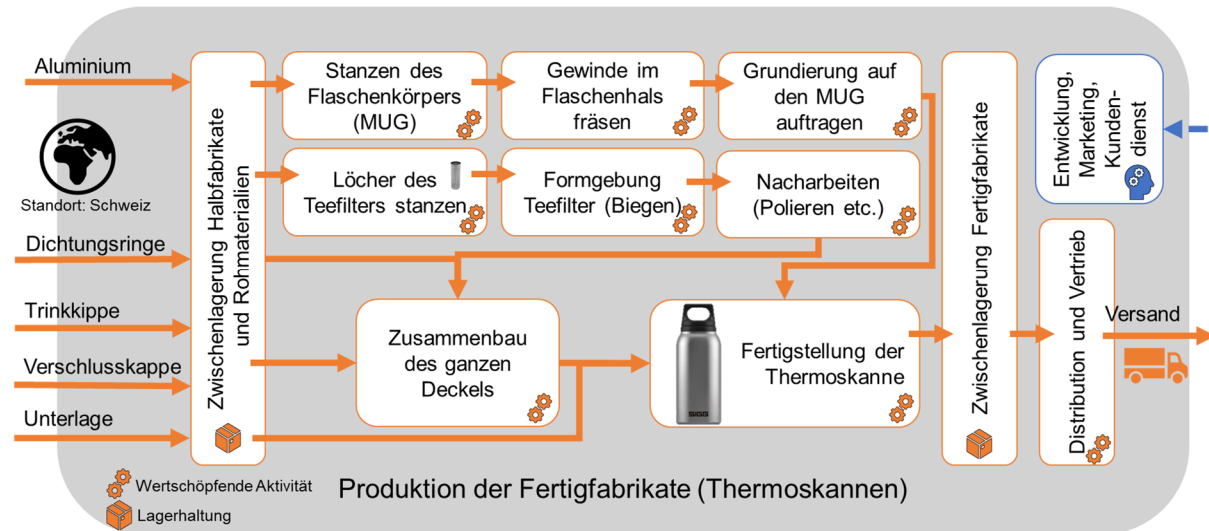 Aluminium
Standort: Schweiz
Dichtungsringe
Trinkkippe
Verschlusskappe
Unterlage
Zwischenlagerung Halbfabrikate
und Rohmaterialien
Stanzen des
Flaschenkörpers
(MUG)
Gewinde im
Flaschenhals
fräsen
Grundierung auf
den MUG
auftragen
Löcher des
Teefilters stanzen
Formgebung
Teefilter (Biegen)
Nacharbeiten
(Polieren etc.)
Zusammenbau
des ganzen
Deckels
SIGG
Fertigstellung der
Thermoskanne
Zwischenlagerung Fertigfabrikate
Entwicklung,
Marketing,
Kunden-
dienst
Distribution und Vertrieb
Versand
Wertschöpfende Aktivität
Lagerhaltung
Produktion der Fertigfabrikate (Thermoskannen)